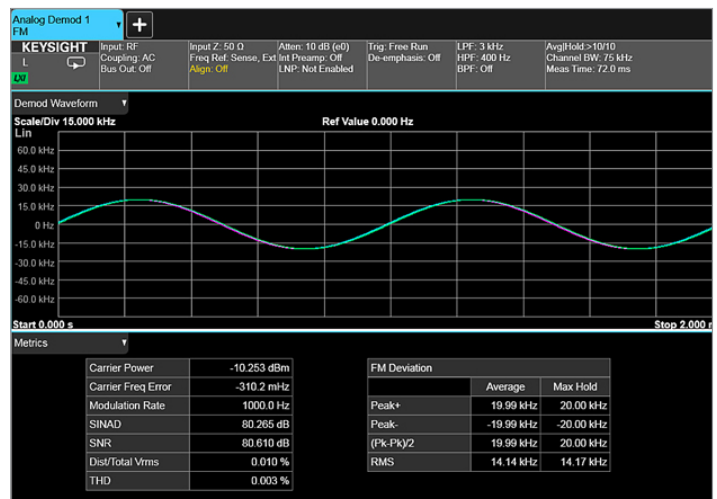 Analog Demod 1
FM
+
KEYSIGHT
L
LXI
Input: RF
Coupling: AC
Bus Out: Off
Input Z: 50 Ω
Freq Ref: Sense, Ext
Align: Off
Atten: 10 dB (e0)
Int Preamp: Off
LNP: Not Enabled
Trig: Free Run
De-emphasis: Off
LPF: 3 kHz
HPF: 400 Hz
BPF: Off
Avg|Hold:>10/10
Channel BW: 75 kHz
Meas Time: 72.0 ms
Demod Waveform
Scale/Div 15.000 kHz Ref Value 0.000 Hz
Lin
60.0 kHz
45.0 kHz
30.0 kHz
15.0 kHz
0 Hz
-15.0 kHz
-30.0 kHz
-45.0 kHz
-60.0 kHz
Start 0.000 s Stop 2.000
Metrics
Carrier Power -10.253 dBm
Carrier Freq Error -310.2 mHz
Modulation Rate 1000.0 Hz
SINAD 80.265 dB
SNR 80.610 dB
Dist/Total Vrms 0.010 %
THD 0.003 %
FM Deviation
Average Max Hold
Peak+ 19.99 kHz 20.00 kHz
Peak- -19.99 kHz -20.00 kHz
(Pk-Pk)/2 19.99 kHz 20.00 kHz
RMS 14.14 kHz 14.17 kHz